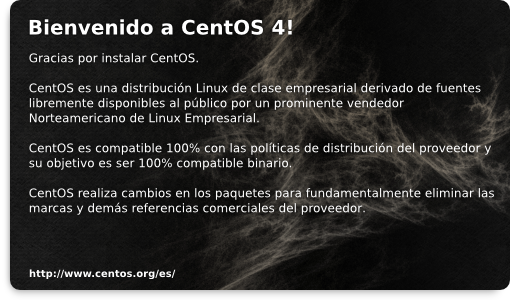 Bienvenido a CentOS 4!
Gracias por instalar CentOS.
CentOS es una distribución Linux de clase empresarial derivado de fuentes
libremente disponibles al público por un prominente vendedor
Norteamericano de Linux Empresarial.
CentOS es compatible 100% con las políticas de distribución del proveedor y
su objetivo es ser 100% compatible binario.
CentOS realiza cambios en los paquetes para fundamentalmente eliminar las
marcas y demás referencias comerciales del proveedor.
http://www.centos.org/es/